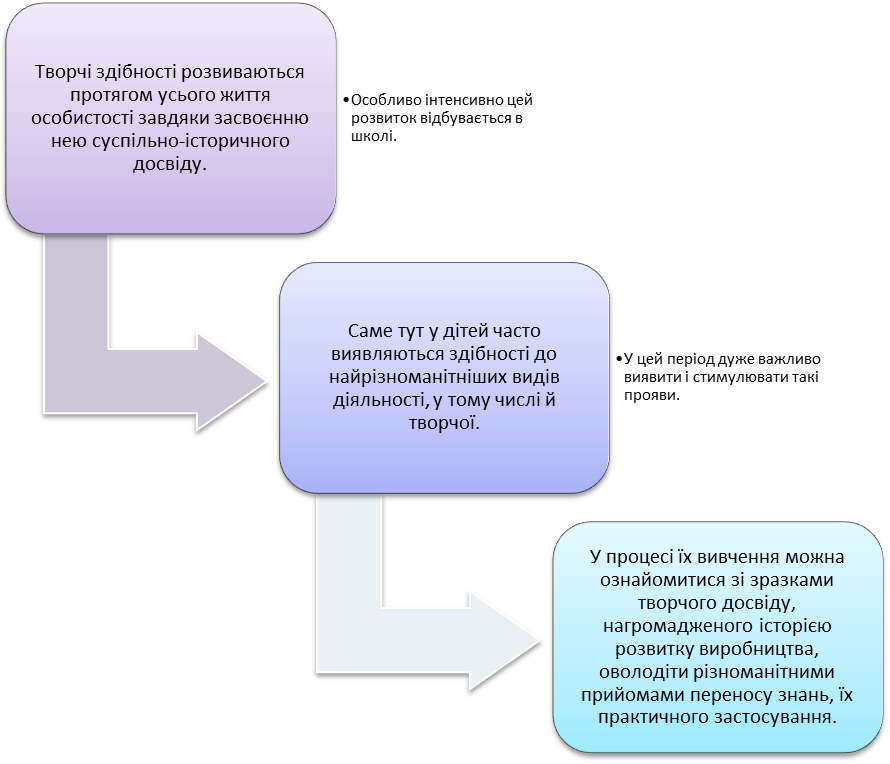 Творчі здібності розвиваються
протягом усього життя
особистості завдяки засвоєнню
нею суспільно-історичного
досвіду.
•Особливо інтенсивно цей
розвиток відбувається в
школі.
Саме тут у дітей часто
виявляються здібності до
найрізноманітніших видів
діяльності, у тому числі й
творчої.
•У цей період дуже важливо
виявити і стимулювати такі
прояви.
У процесі їх вивчення можна
ознайомитися зі зразками
творчого досвіду,
нагромадженого історією
розвитку виробництва,
оволодіти різноманітними
прийомами переносу знань, їх
практичного застосування.